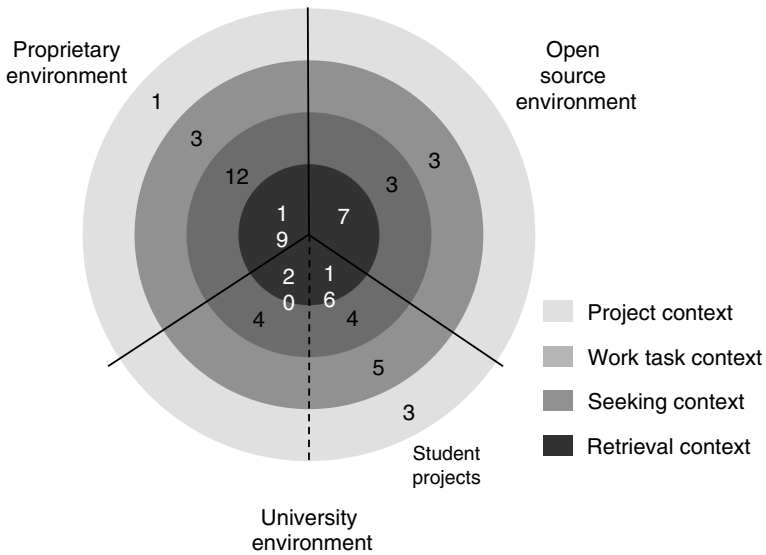 Proprietary
environment
Open
source
environment
1
3
12
3
3
1
9
7
2
0
1
6
4
4
5
3
Project context
Work task context
Seeking context
Retrieval context
Student
projects
University
environment